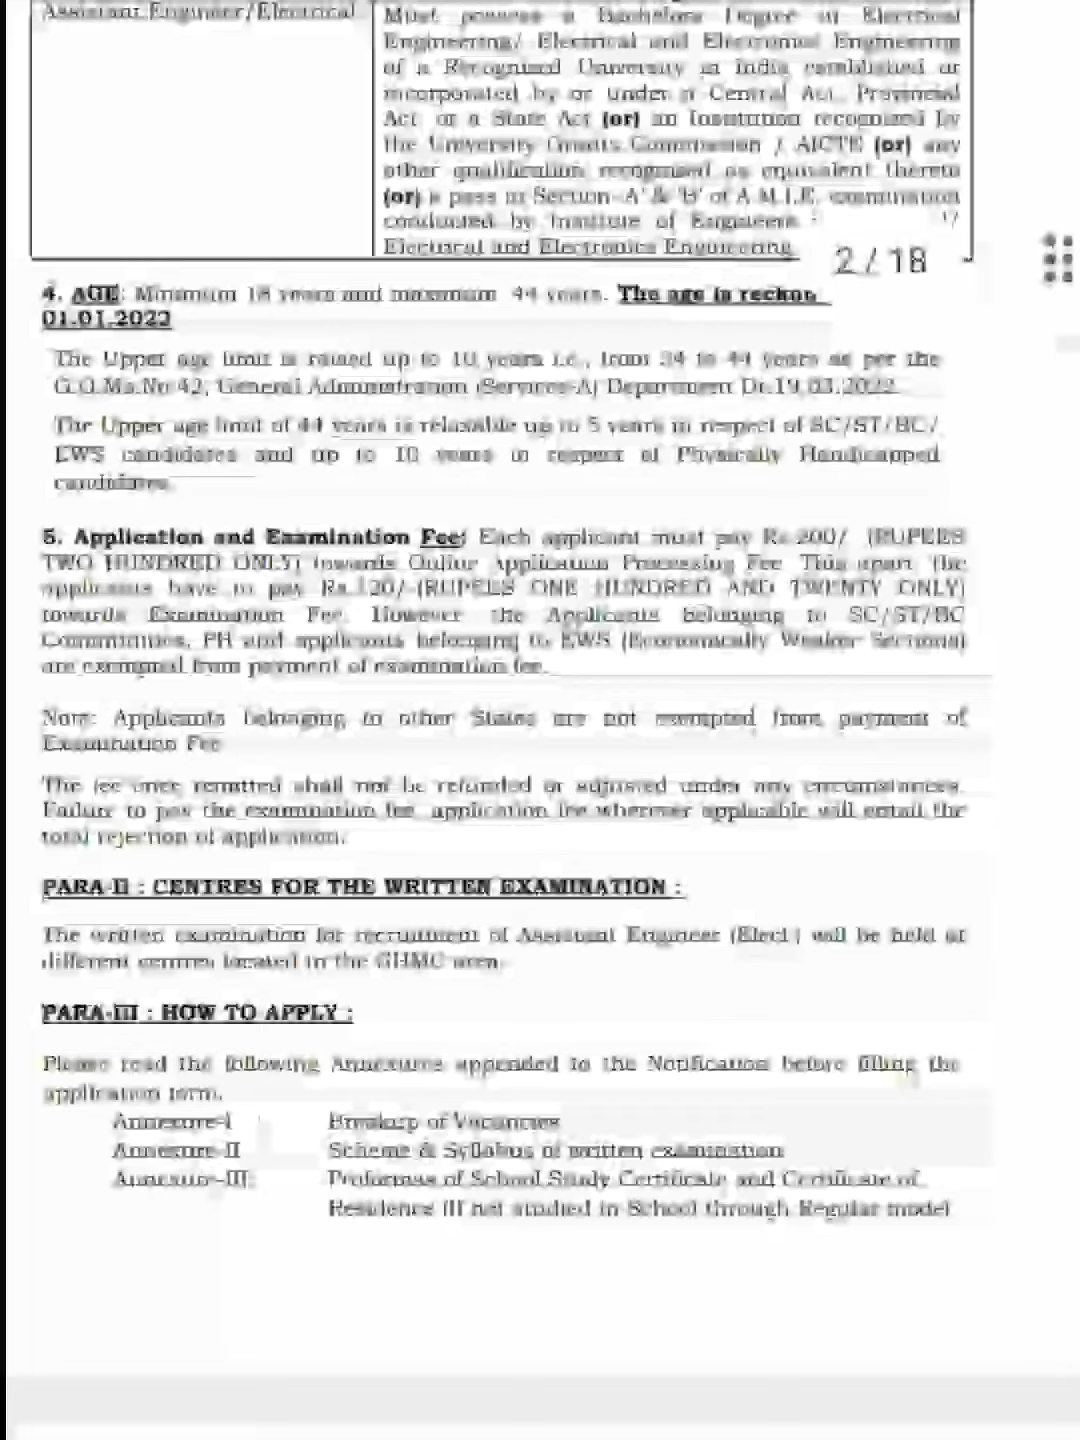 Assistant Engineer/Electrical
Must possess a Bachelors Degree in Electrical
Engineering/ Electrical and Electronics Engineering
of a Recognized University in India established or
incorporated by or under a Central Act, Provincial
Act, or a State Act (or) an Institution recognized by
the University Grants Commission / AICTE (or) any
other qualification recognized as equivalent thereto
(or) a pass in Section-'A' & 'B' of A.M.I.E. examination
conducted by Institute of Engineers
Electrical and Electronics Engineering.
2 / 18
4. AGE: Minimum 18 years and maximum 44 years. The age is reckon
01.01.2022
The Upper age limit is raised up to 10 years i.e., from 34 to 44 years as per the
G.O.Ms.No 42, General Administration (Services-A) Department Dt.19.03.2022.
The Upper age limit of 44 years is relaxable up to 5 years in respect of SC/ST/BC/
EWS candidates and up to 10 years in respect of Physically Handicapped
candidates.
5. Application and Examination Fee: Each applicant must pay Rs.200/- (RUPEES
TWO HUNDRED ONLY) towards Online Application Processing Fee. This apart, the
applicants have to pay Rs.120/-(RUPEES ONE HUNDRED AND TWENTY ONLY)
towards Examination Fee. However the Applicants belonging to SC/ST/BC
Communities, PH and applicants belonging to EWS (Economically Weaker Sections)
are exempted from payment of examination fee.
Note: Applicants belonging to other States are not exempted from payment of
Examination Fee
The fee once remitted shall not be refunded or adjusted under any circumstances.
Failure to pay the examination fee, application fee wherever applicable will entail the
total rejection of application.
PARA-II : CENTRES FOR THE WRITTEN EXAMINATION :
The written examination for recruitment of Assistant Engineer (Elect.) will be held at
different centres located in the GHMC area.
PARA-III : HOW TO APPLY :
Please read the following Annexures appended to the Notification before filling the
application form.
Annexure-I Breakup of Vacancies
Annexure-II Scheme & Syllabus of written examination
Annexure-III: Proformas of School Study Certificate and Certificate of
Residence (If not studied in School through Regular mode)